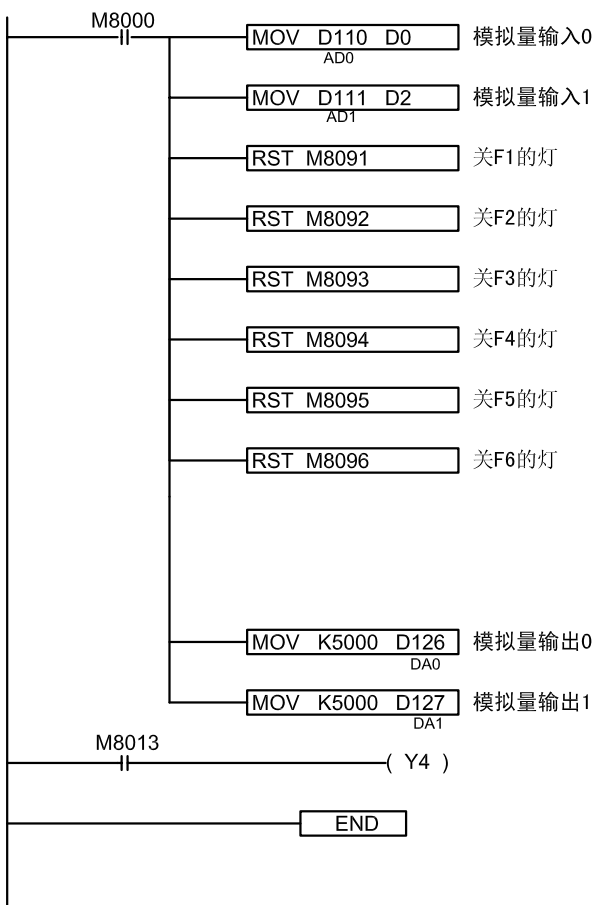 M8000
MOV D110 D0 模拟量输入0
AD0
MOV D111 D2 模拟量输入1
AD1
RST M8091 关F1的灯
RST M8092 关F2的灯
RST M8093 关F3的灯
RST M8094 关F4的灯
RST M8095 关F5的灯
RST M8096 关F6的灯
MOV K5000 D126 模拟量输出0
DA0
MOV K5000 D127 模拟量输出1
DA1
M8013
( Y4 )
END